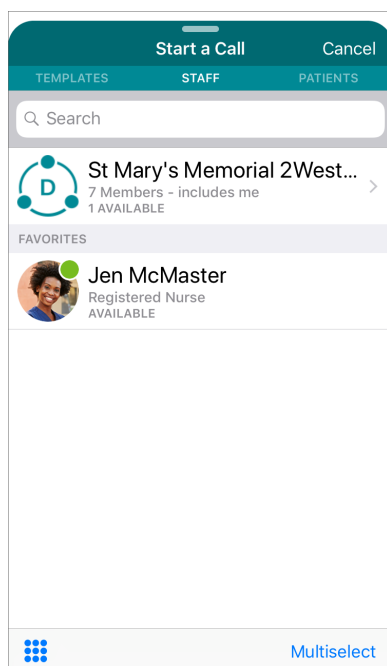 Start a Call Cancel
TEMPLATES STAFF PATIENTS
Search
D
St Mary's Memorial 2West...
7 Members - includes me
1 AVAILABLE
FAVORITES
Jen McMaster
Registered Nurse
AVAILABLE
Multiselect